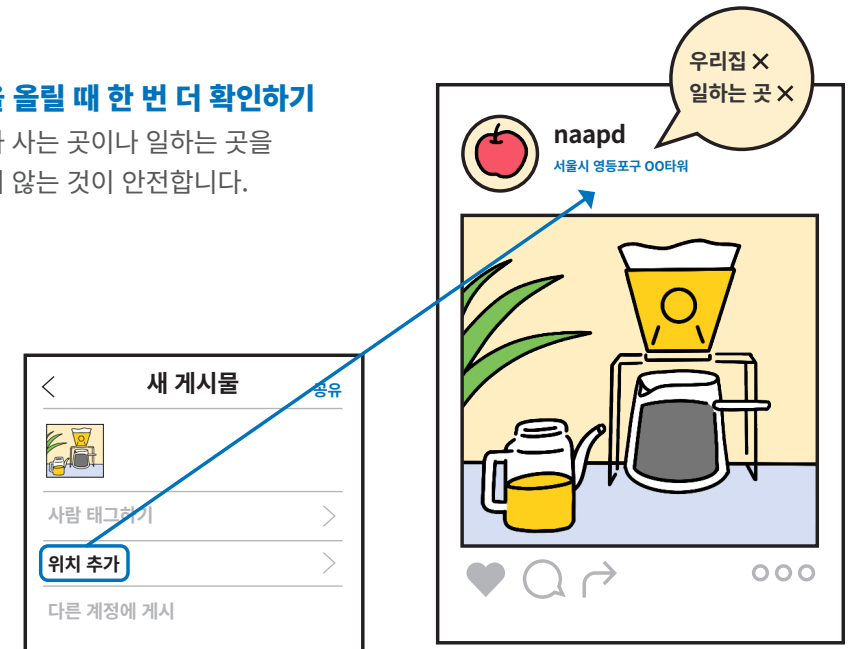 올릴 때 한 번 더 확인하기
사는 곳이나 일하는 곳을
않는 것이 안전합니다.
우리집 ✕
일하는 곳 ✕
naapd
서울시 영등포구 OO타워
새 게시물
공유
사람 태그하기
위치 추가
다른 계정에 게시